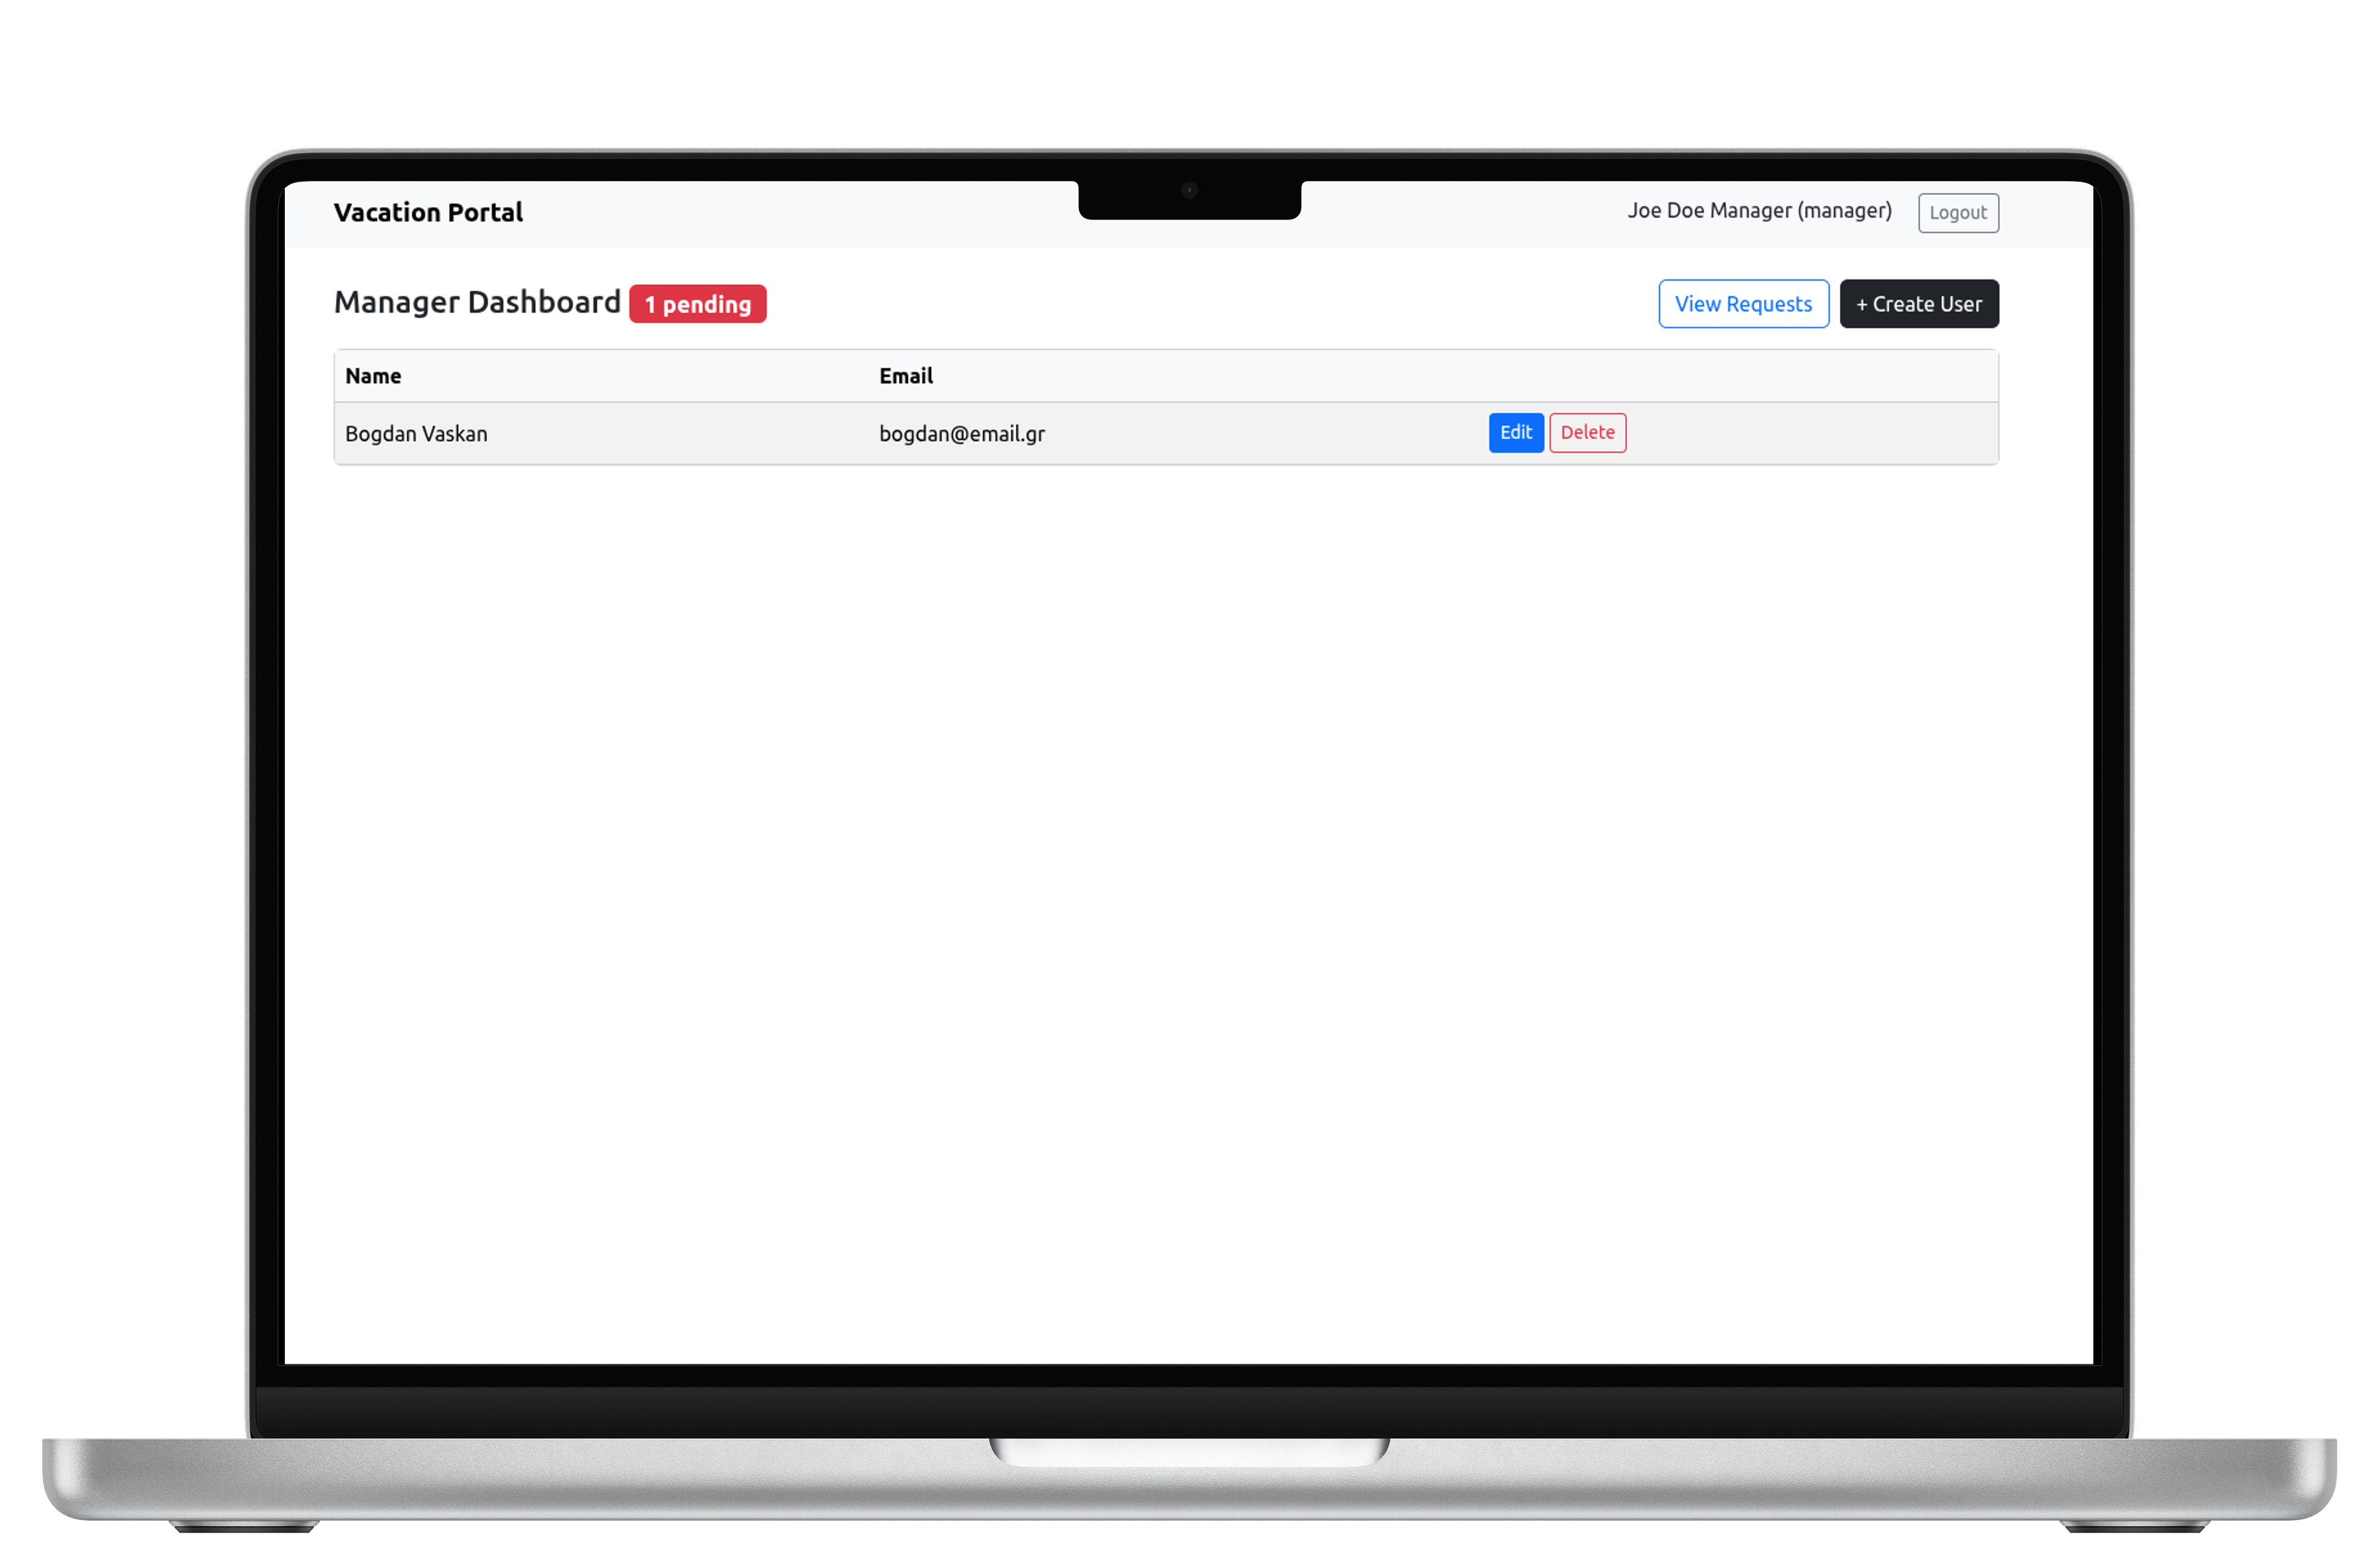 Vacation Portal Joe Doe Manager (manager) Logout
Manager Dashboard 1 pending View Requests + Create User
Name Email
Bogdan Vaskan bogdan@email.gr Edit Delete